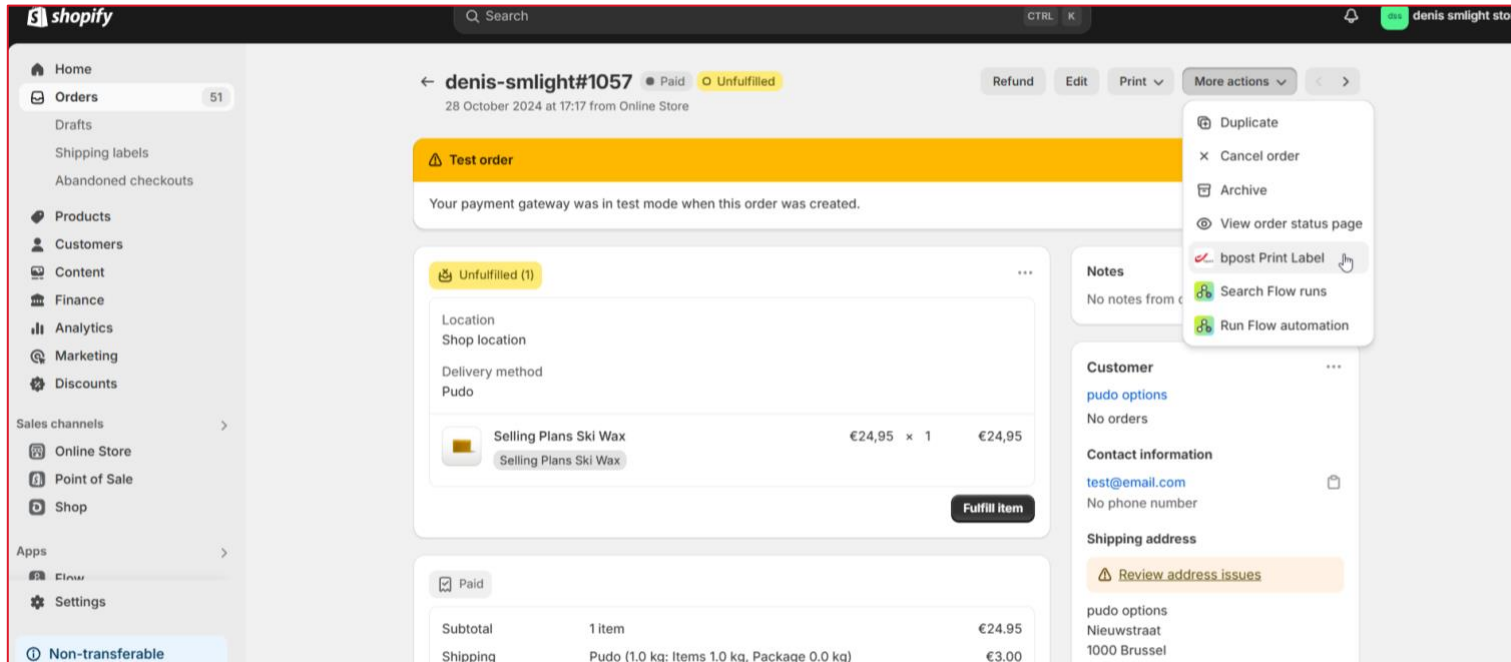 shopify
Search
CTRL K
dss
denis smlight sto
Home
Orders 51
Drafts
Shipping labels
Abandoned checkouts
Products
Customers
Content
Finance
Analytics
Marketing
Discounts
Sales channels
Online Store
Point of Sale
Shop
Apps
Flow
Settings
Non-transferable
denis-smlight#1057 Paid Unfulfilled
28 October 2024 at 17:17 from Online Store
Refund Edit Print More actions
Duplicate
Cancel order
Archive
View order status page
bpost Print Label
Search Flow runs
Run Flow automation
Test order
Your payment gateway was in test mode when this order was created.
Unfulfilled (1)
Location
Shop location
Delivery method
Pudo
Selling Plans Ski Wax €24,95 × 1 €24,95
Selling Plans Ski Wax
Fulfill item
Paid
Subtotal 1 item €24.95
Shipping Pudo (1.0 kg: Items 1.0 kg, Package 0.0 kg) €3.00
Notes
No notes from
Customer
pudo options
No orders
Contact information
test@email.com
No phone number
Shipping address
Review address issues
pudo options
Nieuwstraat
1000 Brussel